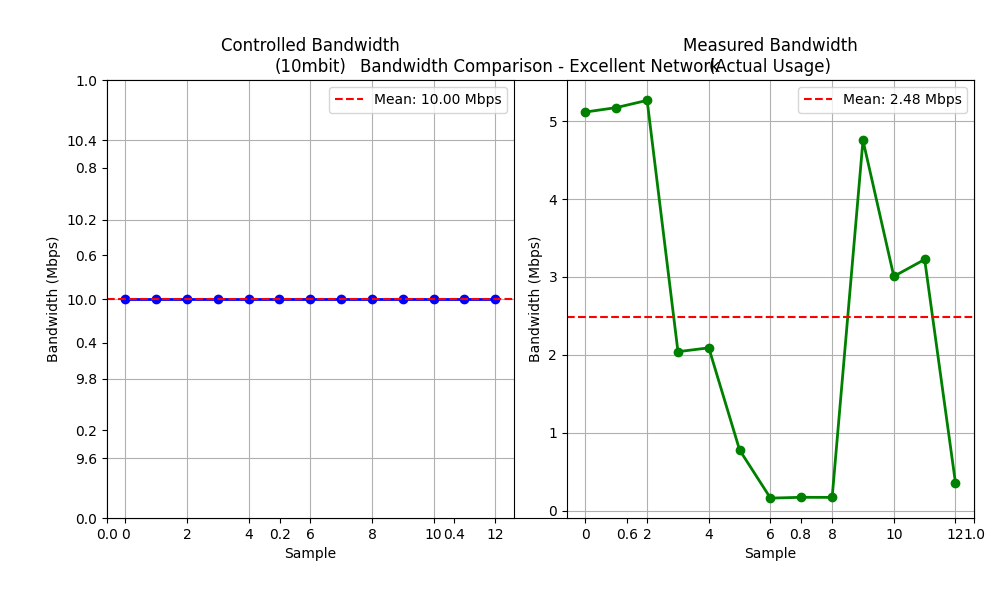 Controlled Bandwidth
(10mbit)
Bandwidth Comparison - Excellent Network
Measured Bandwidth
(Actual Usage)
Mean: 10.00 Mbps
Bandwidth (Mbps)
1.0
10.4
0.8
10.2
0.6
10.0
0.4
9.8
0.2
9.6
0.0
0.0 0 2 4 0.2 6 8 10 0.4 12
Sample
Mean: 2.48 Mbps
Bandwidth (Mbps)
5
4
3
2
1
0
0 0.6 2 4 6 0.8 8 10 12 1.0
Sample